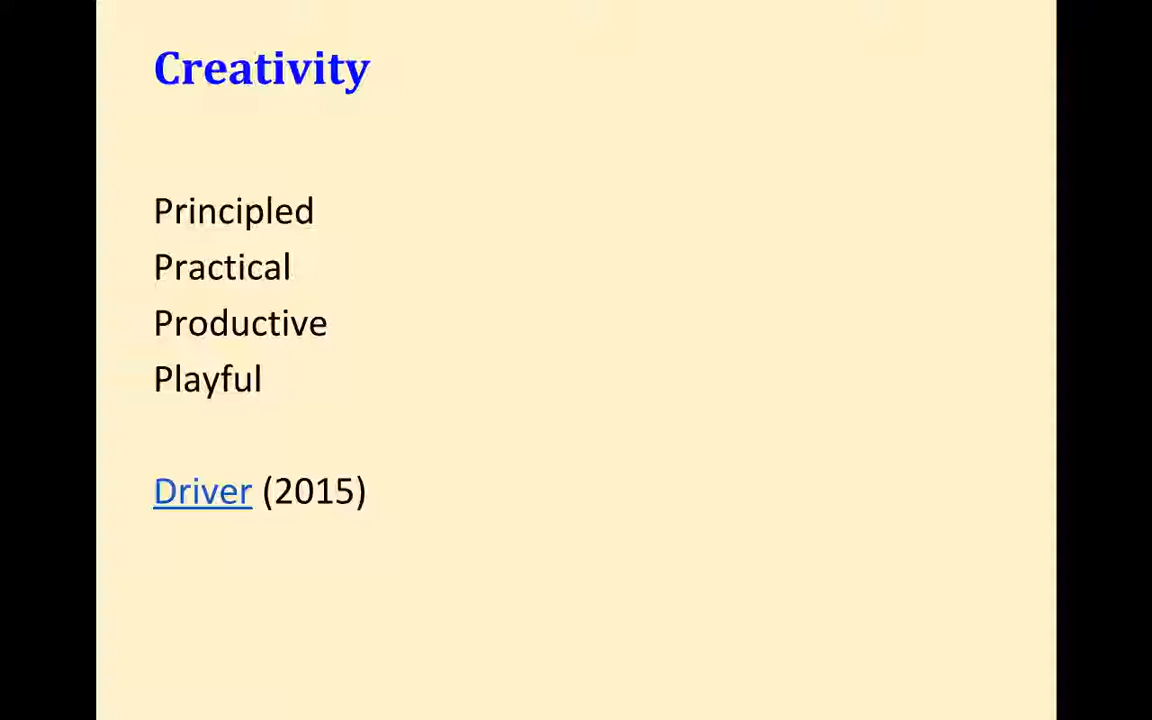 Creativity
Principled
Practical
Productive
Playful
Driver (2015)